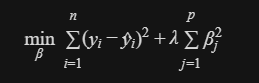 min_β ∑_{i=1}^{n} (y_i − ŷ_i)² + λ ∑_{j=1}^{p} β_j²